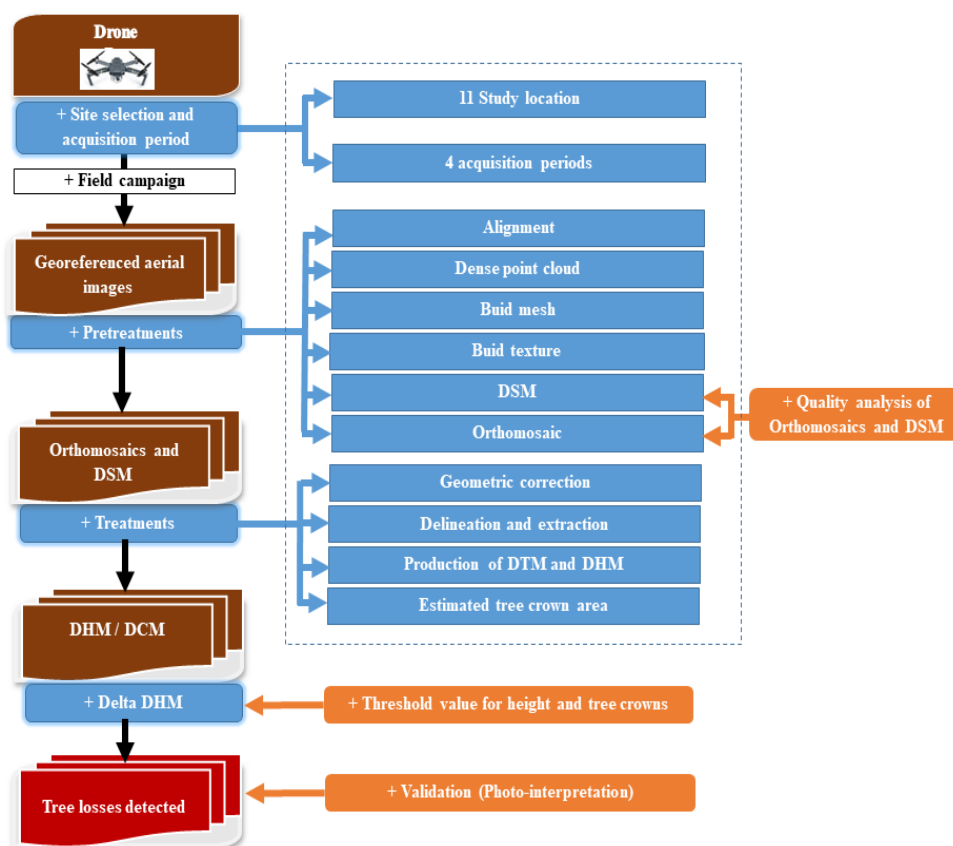 Drone
+ Site selection and
acquisition period
+ Field campaign
Georeferenced aerial
images
+ Pretreatments
Orthomosaics and
DSM
+ Treatments
DHM / DCM
+ Delta DHM
Tree losses detected
11 Study location
4 acquisition periods
Alignment
Dense point cloud
Buid mesh
Buid texture
DSM
Orthomosaic
+ Quality analysis of
Orthomosaics and DSM
Geometric correction
Delineation and extraction
Production of DTM and DHM
Estimated tree crown area
+ Threshold value for height and tree crowns
+ Validation (Photo-interpretation)